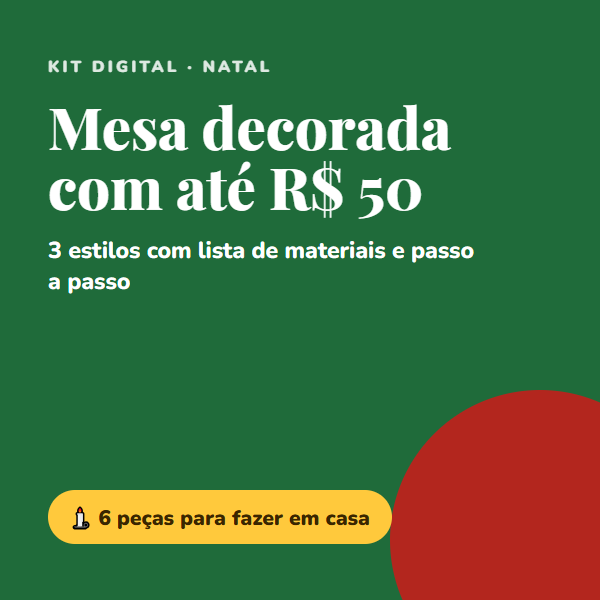 KIT DIGITAL · NATAL
Mesa decorada
com até R$ 50
3 estilos com lista de materiais e passo
a passo
6 peças para fazer em casa